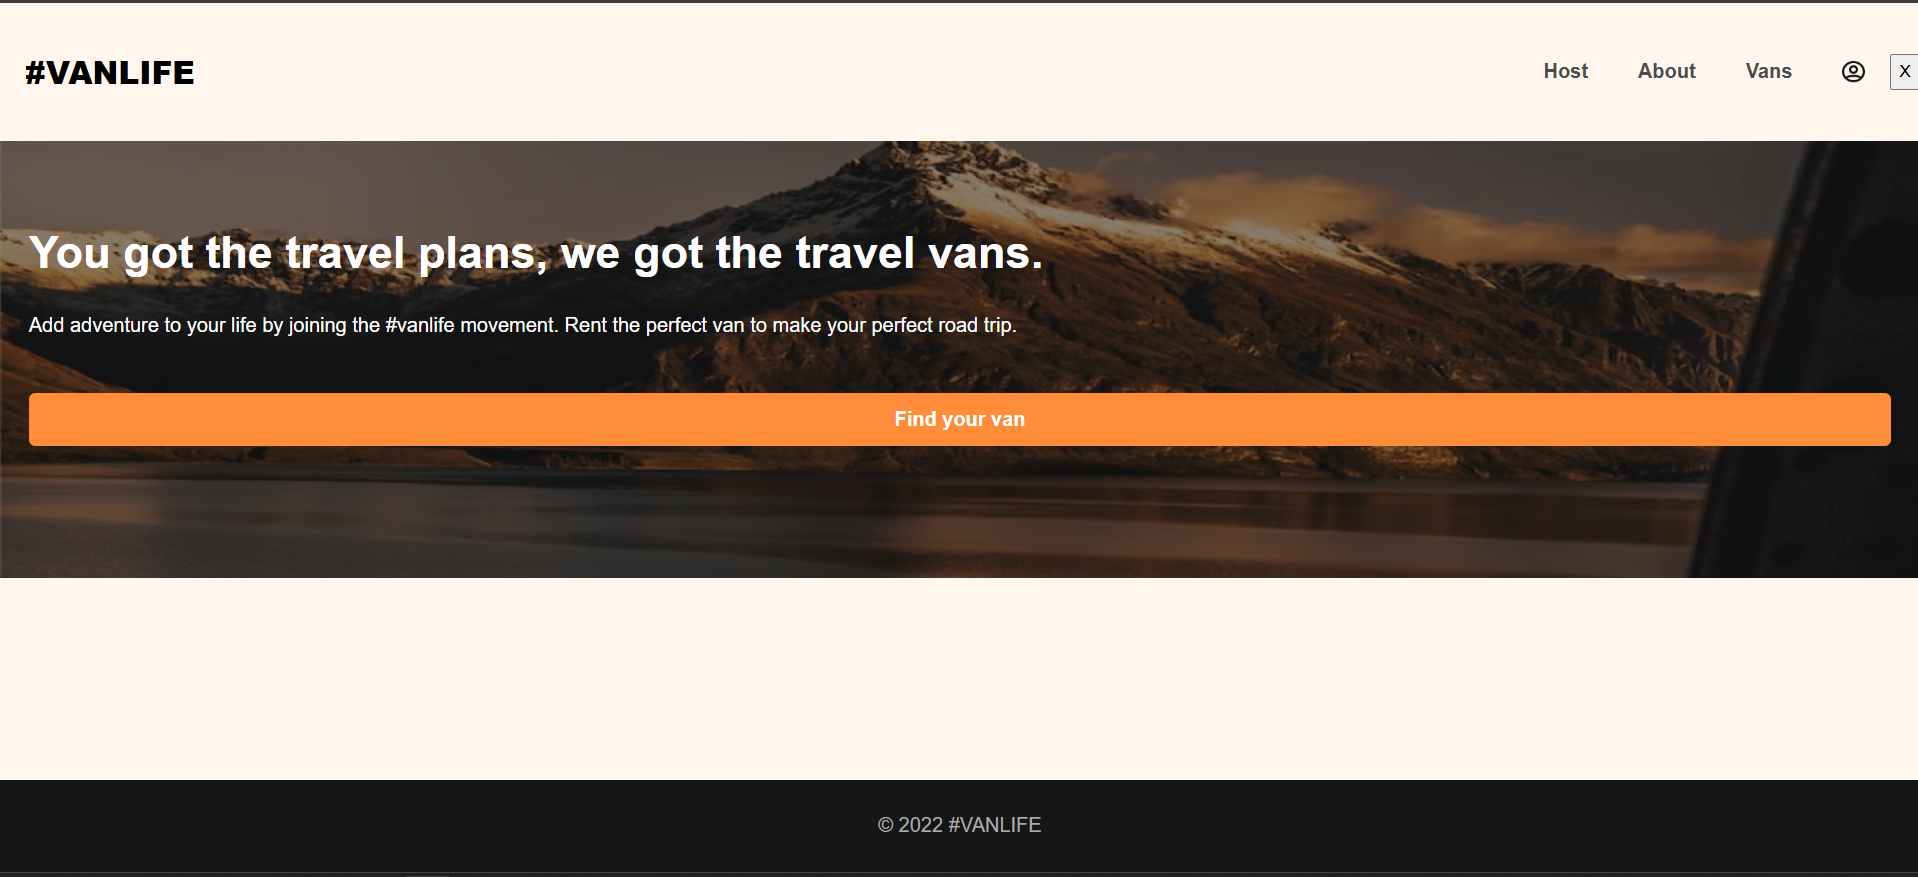 #VANLIFE
Host About Vans X
You got the travel plans, we got the travel vans.
Add adventure to your life by joining the #vanlife movement. Rent the perfect van to make your perfect road trip.
Find your van
© 2022 #VANLIFE